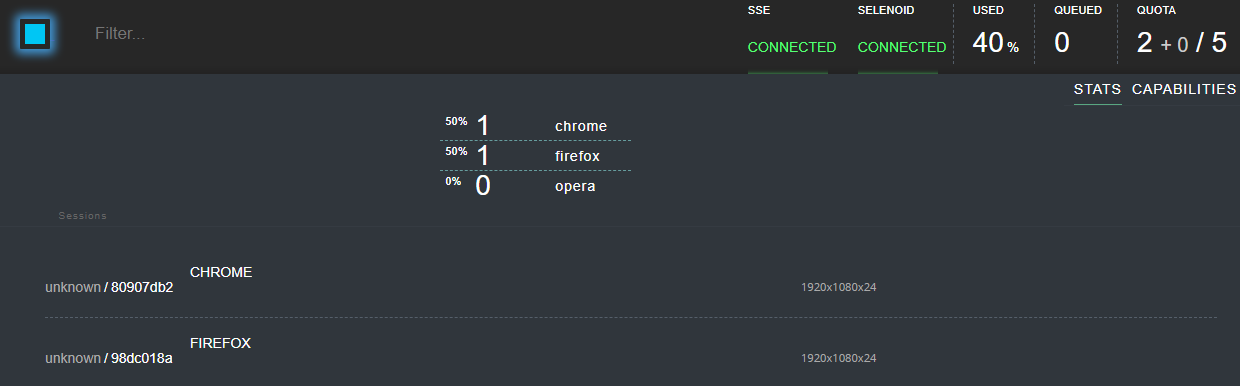 Filter...
SSE
CONNECTED
SELENOID
CONNECTED
USED
40 %
QUEUED
0
QUOTA
2 + 0 / 5
STATS CAPABILITIES
50% 1 chrome
50% 1 firefox
0% 0 opera
Sessions
CHROME
unknown / 80907db2 1920x1080x24
FIREFOX
unknown / 98dc018a 1920x1080x24